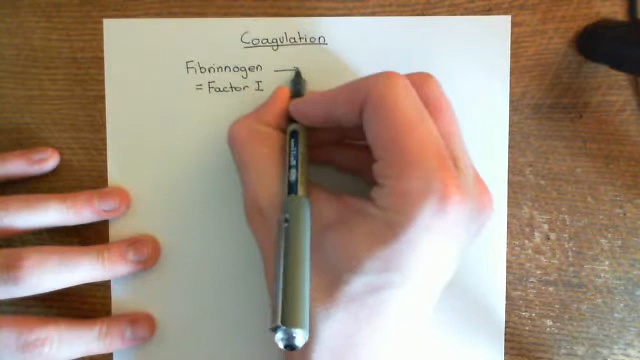 Coagulation
Fibrinnogen →
= Factor I